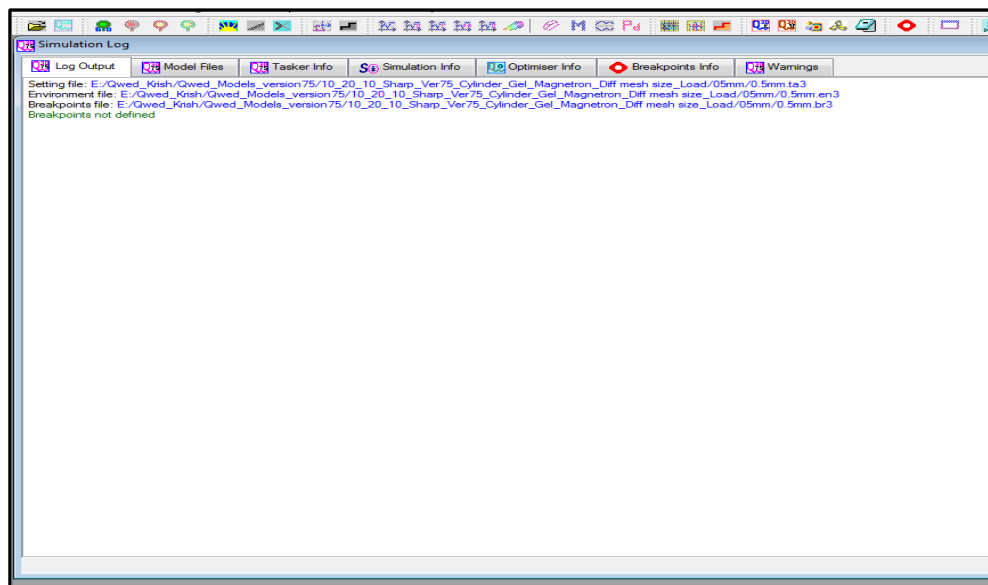 Simulation Log
Log Output Model Files Tasker Info Simulation Info Optimiser Info Breakpoints Info Warnings
Setting file: E:/Qwed_Krish/Qwed_Models_version75/10_20_10_Sharp_Ver75_Cylinder_Gel_Magnetron_Diff mesh size_Load/05mm/0.5mm.ta3
Environment file: E:/Qwed_Krish/Qwed_Models_version75/10_20_10_Sharp_Ver75_Cylinder_Gel_Magnetron_Diff mesh size_Load/05mm/0.5mm.en3
Breakpoints file: E:/Qwed_Krish/Qwed_Models_version75/10_20_10_Sharp_Ver75_Cylinder_Gel_Magnetron_Diff mesh size_Load/05mm/0.5mm.br3
Breakpoints not defined